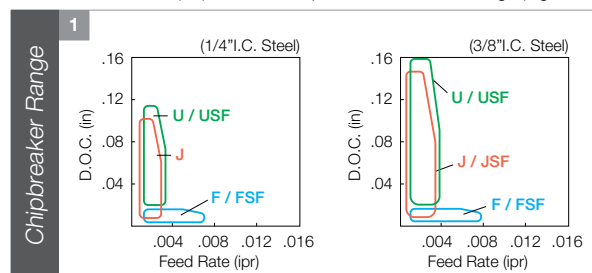 Chipbreaker Range
1
(1/4”I.C. Steel)
.16
.12
.08
.04
D.O.C. (in)
U / USF
J
F / FSF
.004 .008 .012 .016
Feed Rate (ipr)
(3/8”I.C. Steel)
.16
.12
.08
.04
D.O.C. (in)
U / USF
J / JSF
F / FSF
.004 .008 .012 .016
Feed Rate (ipr)